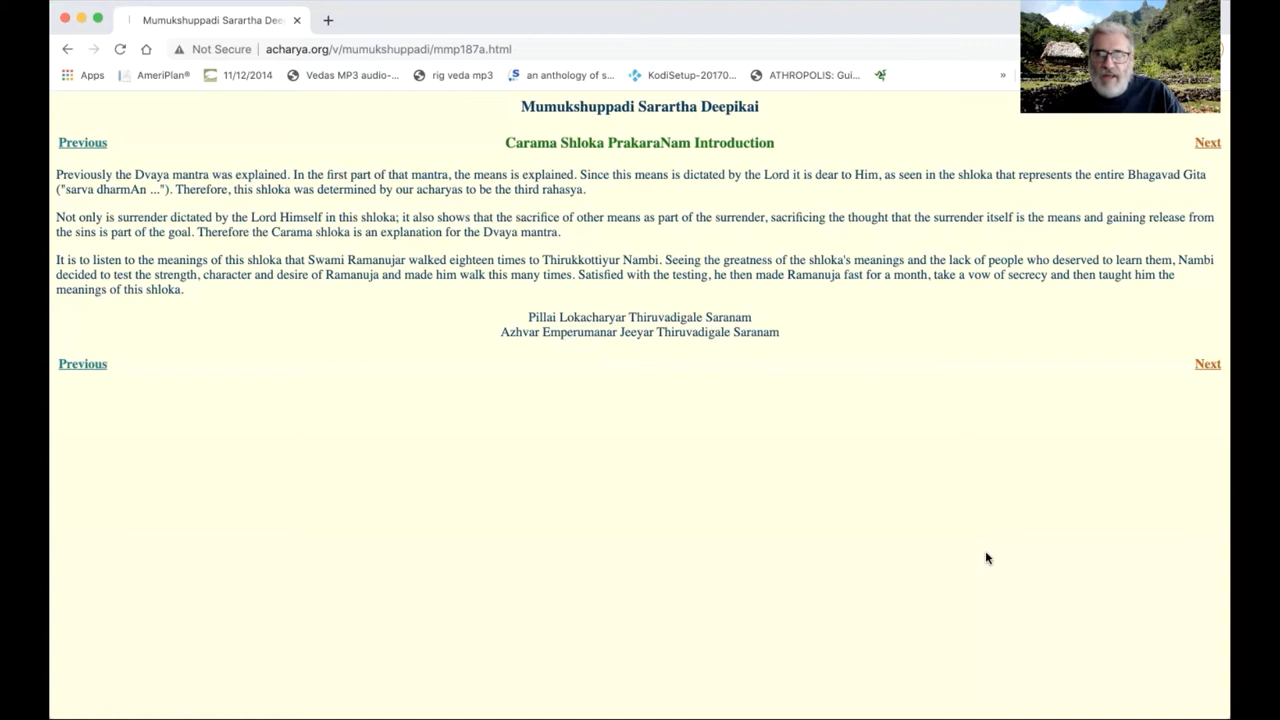 Mumukshuppadi Sarartha Dee
Not Secure
acharya.org/v/mumukshuppadi/mmp187a.html
Apps AmeriPlan® 11/12/2014 Vedas MP3 audio-... rig veda mp3 an anthology of s... KodiSetup-20170... ATHROPOLIS: Gui... »
Mumukshuppadi Sarartha Deepikai
Previous Carama Shloka PrakaraNam Introduction Next
Previously the Dvaya mantra was explained. In the first part of that mantra, the means is explained. Since this means is dictated by the Lord it is dear to Him, as seen in the shloka that represents the entire Bhagavad Gita
("sarva dharmAn ..."). Therefore, this shloka was determined by our acharyas to be the third rahasya.
Not only is surrender dictated by the Lord Himself in this shloka; it also shows that the sacrifice of other means as part of the surrender, sacrificing the thought that the surrender itself is the means and gaining release from
the sins is part of the goal. Therefore the Carama shloka is an explanation for the Dvaya mantra.
It is to listen to the meanings of this shloka that Swami Ramanujar walked eighteen times to Thirukkottiyur Nambi. Seeing the greatness of the shloka's meanings and the lack of people who deserved to learn them, Nambi
decided to test the strength, character and desire of Ramanuja and made him walk this many times. Satisfied with the testing, he then made Ramanuja fast for a month, take a vow of secrecy and then taught him the
meanings of this shloka.
Pillai Lokacharyar Thiruvadigale Saranam
Azhvar Emperumanar Jeeyar Thiruvadigale Saranam
Previous Next